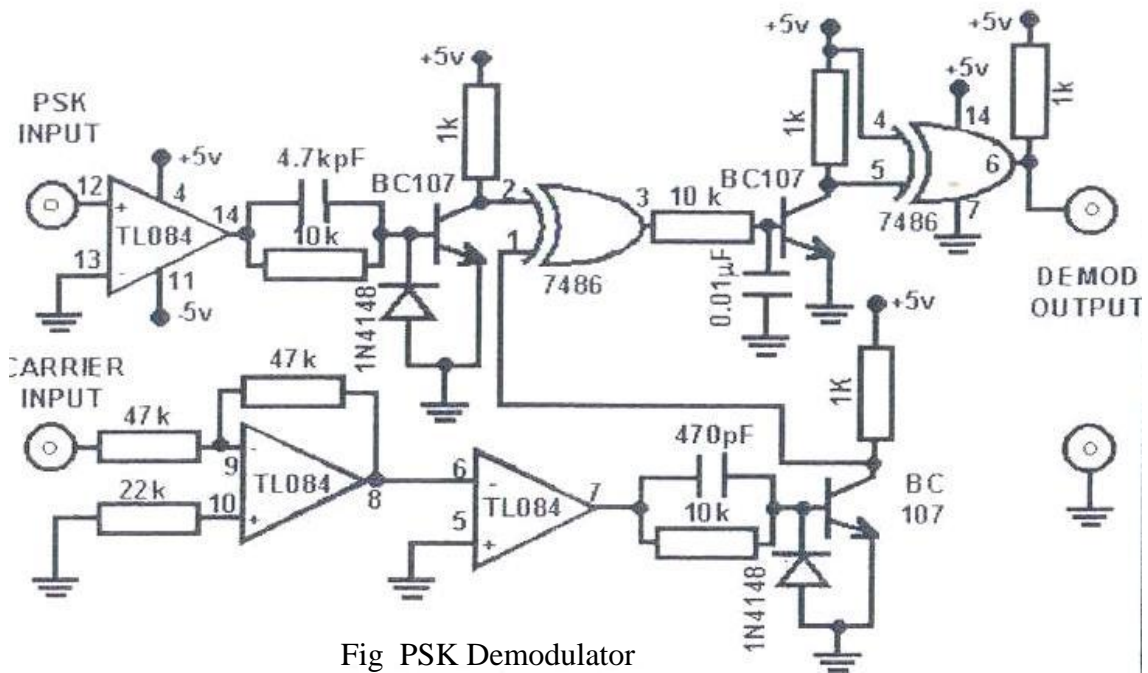 PSK
INPUT
12
13
+5v
4
TL084
14
11
-5v
4.7kpF
10k
1N4148
BC107
+5v
1k
2
1
3
7486
10 k
0.01µF
BC107
+5v
1k
4
5
7486
+5v
14
6
7
+5v
1k
DEMOD
OUTPUT
CARRIER
INPUT
47k
47k
22k
9
10
TL084
8
6
5
TL084
7
470pF
10k
1N4148
+5v
1K
BC
107
Fig PSK Demodulator